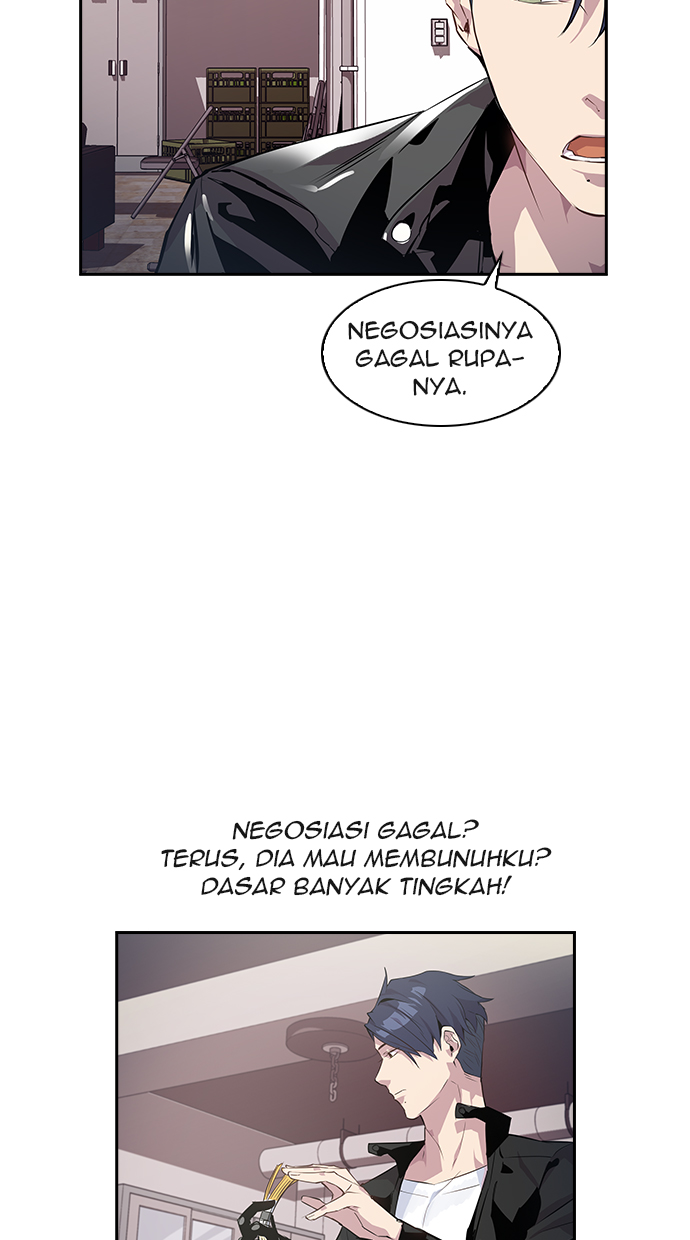 NEGOSIASINYA
GAGAL RUPA-
NYA.
NEGOSIASI GAGAL?
TERUS, DIA MAU MEMBUNUHKU?
DASAR BANYAK TINGKAH!